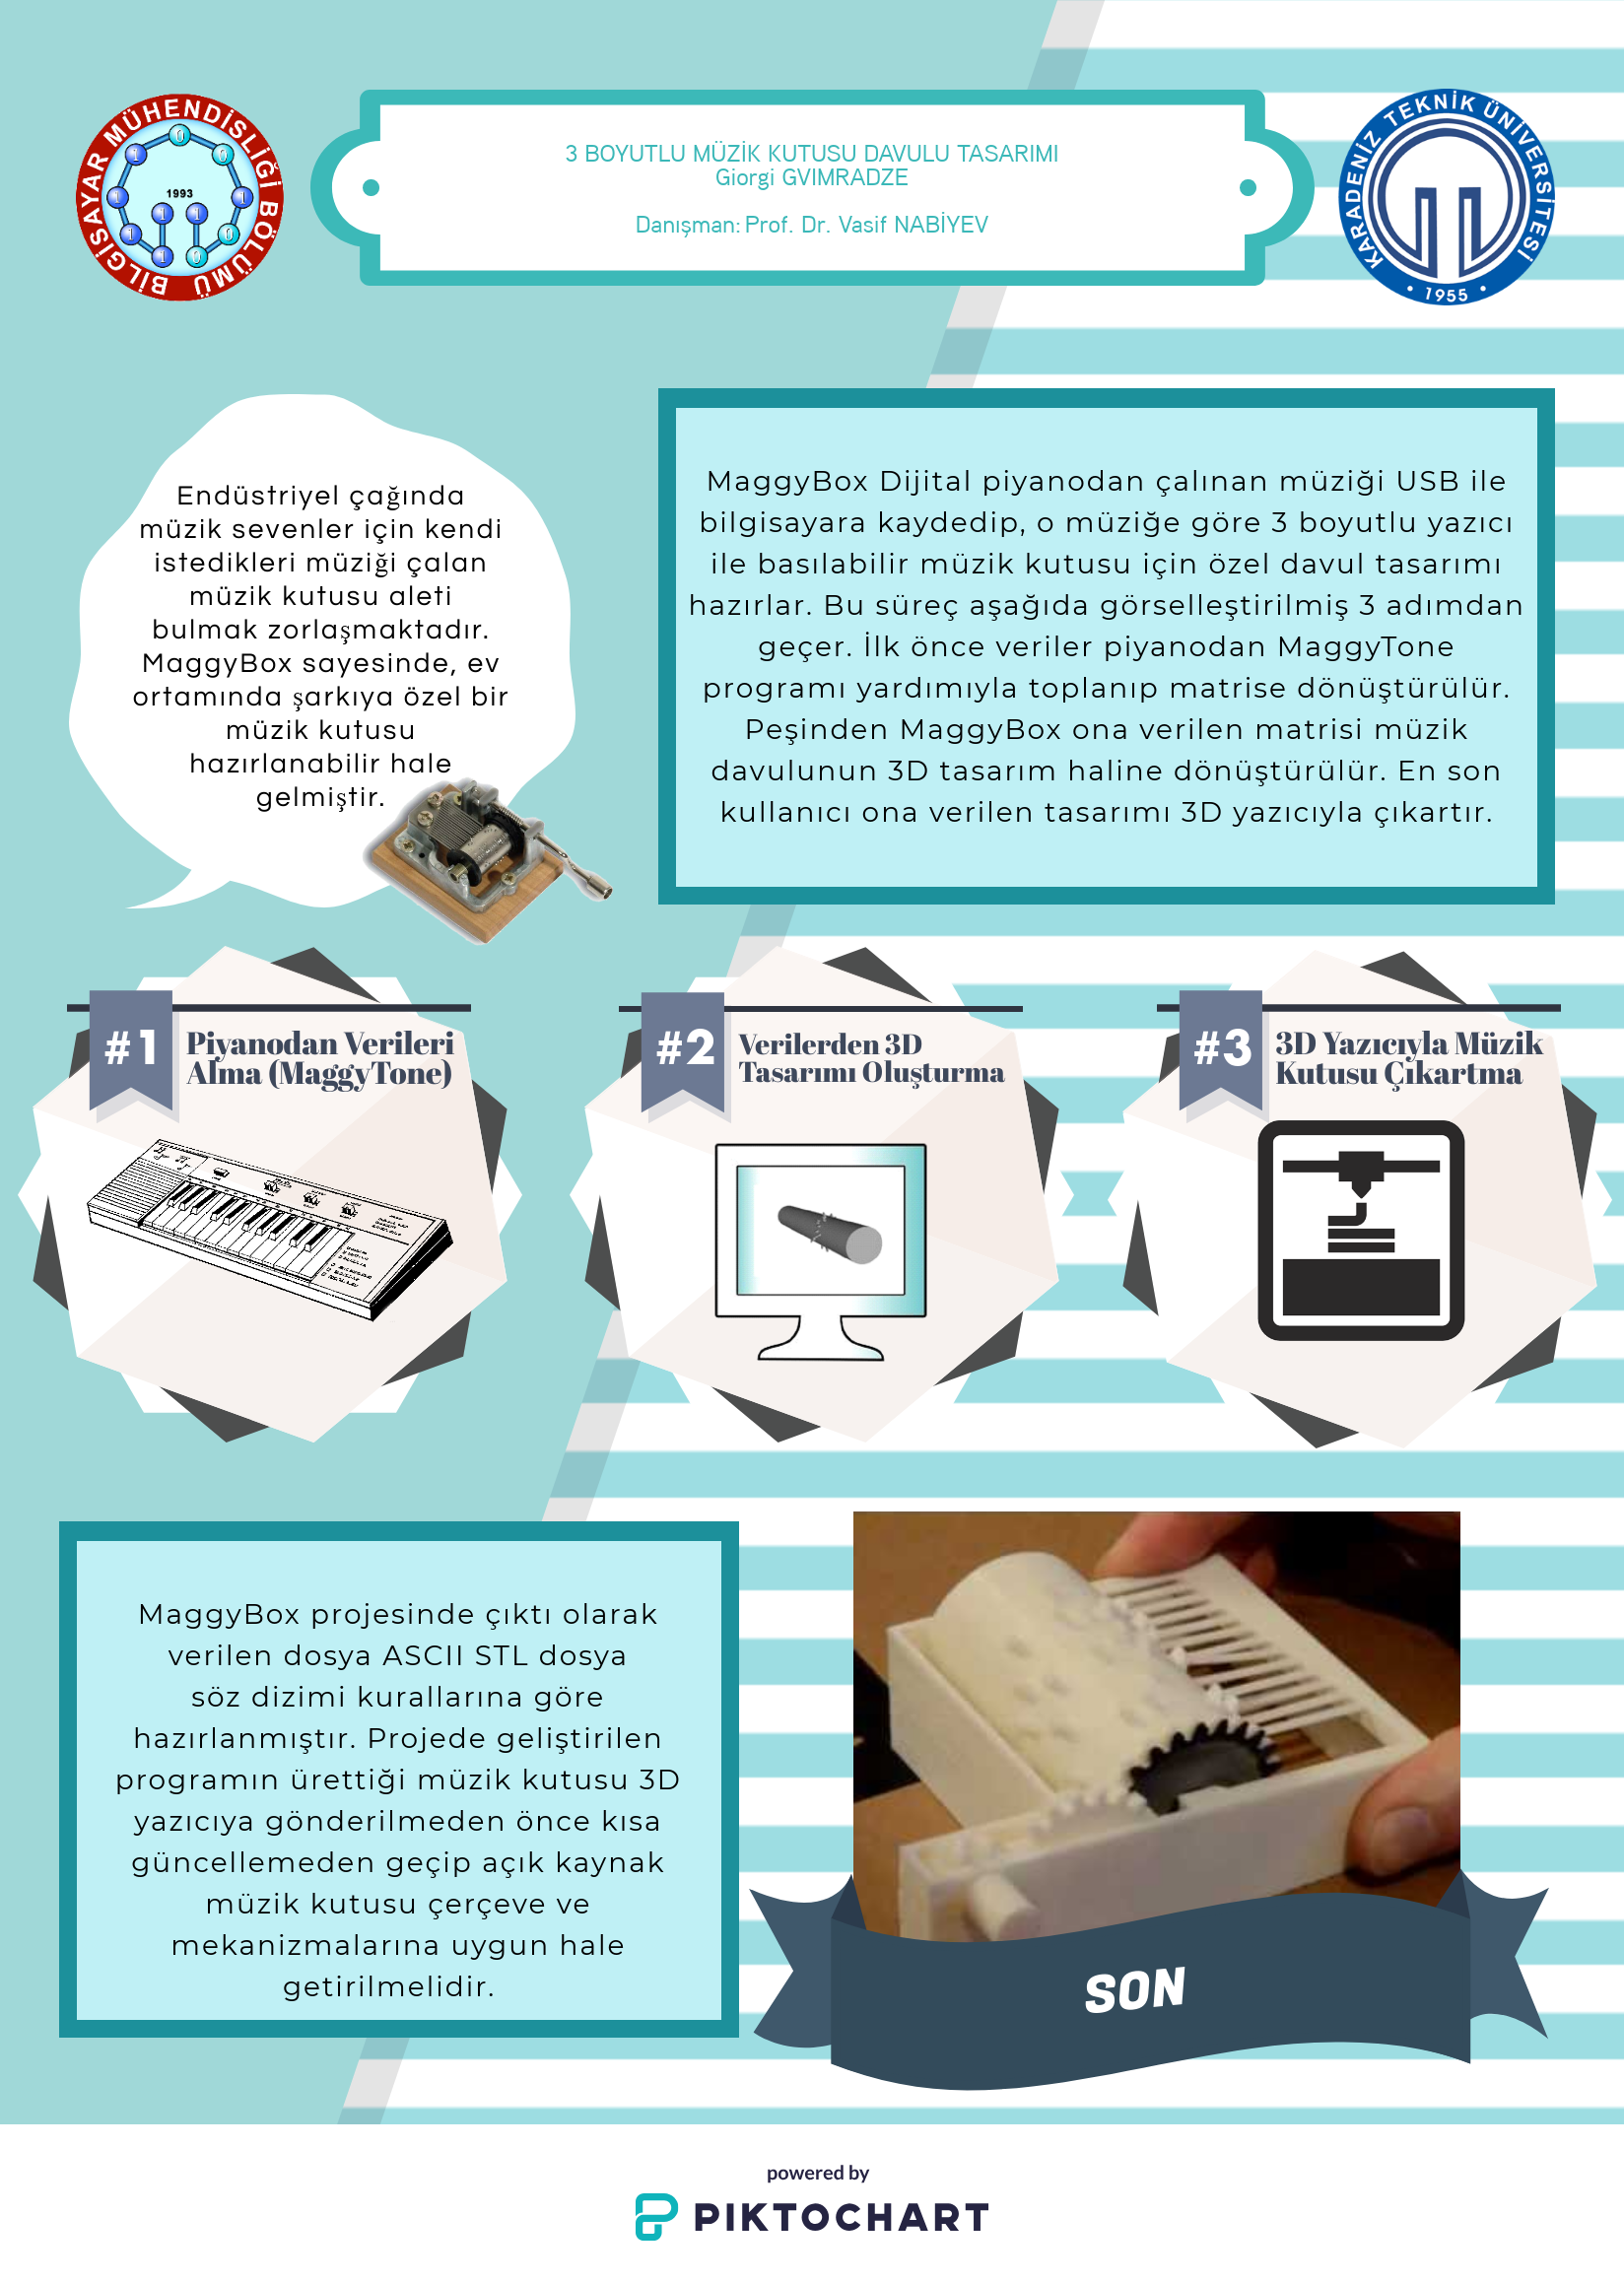 BİLGİSAYAR MÜHENDİSLİĞİ BÖLÜMÜ
1993
3 BOYUTLU MÜZİK KUTUSU DAVULU TASARIMI
Giorgi GVIMRADZE
Danışman: Prof. Dr. Vasif NABİYEV
KARADENİZ TEKNİK ÜNİVERSİTESİ
• 1955 •
Endüstriyel çağında
müzik sevenler için kendi
istedikleri müziği çalan
müzik kutusu aleti
bulmak zorlaşmaktadır.
MaggyBox sayesinde, ev
ortamında şarkıya özel bir
müzik kutusu
hazırlanabilir hale
gelmiştir.
MaggyBox Dijital piyanodan çalınan müziği USB ile
bilgisayara kaydedip, o müziğe göre 3 boyutlu yazıcı
ile basılabilir müzik kutusu için özel davul tasarımı
hazırlar. Bu süreç aşağıda görselleştirilmiş 3 adımdan
geçer. İlk önce veriler piyanodan MaggyTone
programı yardımıyla toplanıp matrise dönüştürülür.
Peşinden MaggyBox ona verilen matrisi müzik
davulunun 3D tasarım haline dönüştürülür. En son
kullanıcı ona verilen tasarımı 3D yazıcıyla çıkartır.
#1
Piyanodan Verileri
Alma (MaggyTone)
#2
Verilerden 3D
Tasarımı Oluşturma
#3
3D Yazıcıyla Müzik
Kutusu Çıkartma
MaggyBox projesinde çıktı olarak
verilen dosya ASCII STL dosya
söz dizimi kurallarına göre
hazırlanmıştır. Projede geliştirilen
programın ürettiği müzik kutusu 3D
yazıcıya gönderilmeden önce kısa
güncellemeden geçip açık kaynak
müzik kutusu çerçeve ve
mekanizmalarına uygun hale
getirilmelidir.
SON
powered by
PIKTOCHART